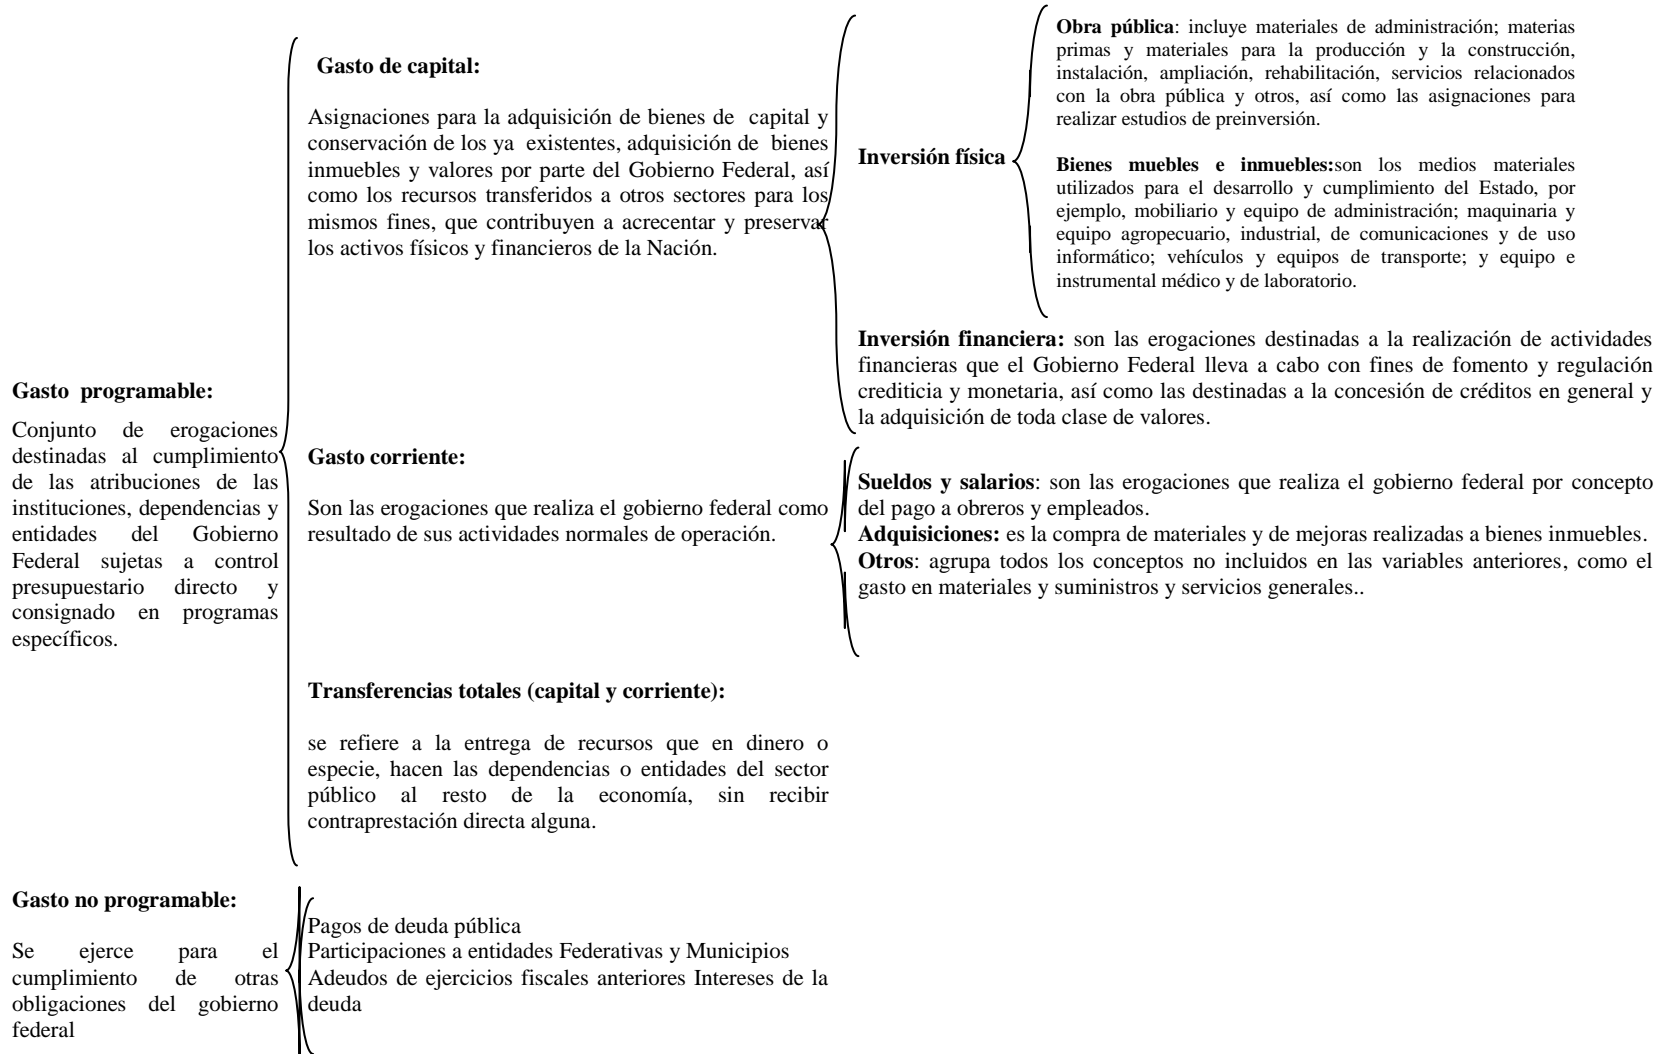 Gasto programable:
Conjunto de erogaciones
destinadas al cumplimiento
de las atribuciones de las
instituciones, dependencias y
entidades del Gobierno
Federal sujetas a control
presupuestario directo y
consignado en programas
específicos.
Gasto de capital:
Asignaciones para la adquisición de bienes de capital y
conservación de los ya existentes, adquisición de bienes
inmuebles y valores por parte del Gobierno Federal, así
como los recursos transferidos a otros sectores para los
mismos fines, que contribuyen a acrecentar y preservar
los activos físicos y financieros de la Nación.
Inversión física
Obra pública: incluye materiales de administración; materias
primas y materiales para la producción y la construcción,
instalación, ampliación, rehabilitación, servicios relacionados
con la obra pública y otros, así como las asignaciones para
realizar estudios de preinversión.
Bienes muebles e inmuebles:son los medios materiales
utilizados para el desarrollo y cumplimiento del Estado, por
ejemplo, mobiliario y equipo de administración; maquinaria y
equipo agropecuario, industrial, de comunicaciones y de uso
informático; vehículos y equipos de transporte; y equipo e
instrumental médico y de laboratorio.
Inversión financiera: son las erogaciones destinadas a la realización de actividades
financieras que el Gobierno Federal lleva a cabo con fines de fomento y regulación
crediticia y monetaria, así como las destinadas a la concesión de créditos en general y
la adquisición de toda clase de valores.
Gasto corriente:
Son las erogaciones que realiza el gobierno federal como
resultado de sus actividades normales de operación.
Sueldos y salarios: son las erogaciones que realiza el gobierno federal por concepto
del pago a obreros y empleados.
Adquisiciones: es la compra de materiales y de mejoras realizadas a bienes inmuebles.
Otros: agrupa todos los conceptos no incluidos en las variables anteriores, como el
gasto en materiales y suministros y servicios generales..
Transferencias totales (capital y corriente):
se refiere a la entrega de recursos que en dinero o
especie, hacen las dependencias o entidades del sector
público al resto de la economía, sin recibir
contraprestación directa alguna.
Gasto no programable:
Se ejerce para el
cumplimiento de otras
obligaciones del gobierno
federal
Pagos de deuda pública
Participaciones a entidades Federativas y Municipios
Adeudos de ejercicios fiscales anteriores Intereses de la
deuda